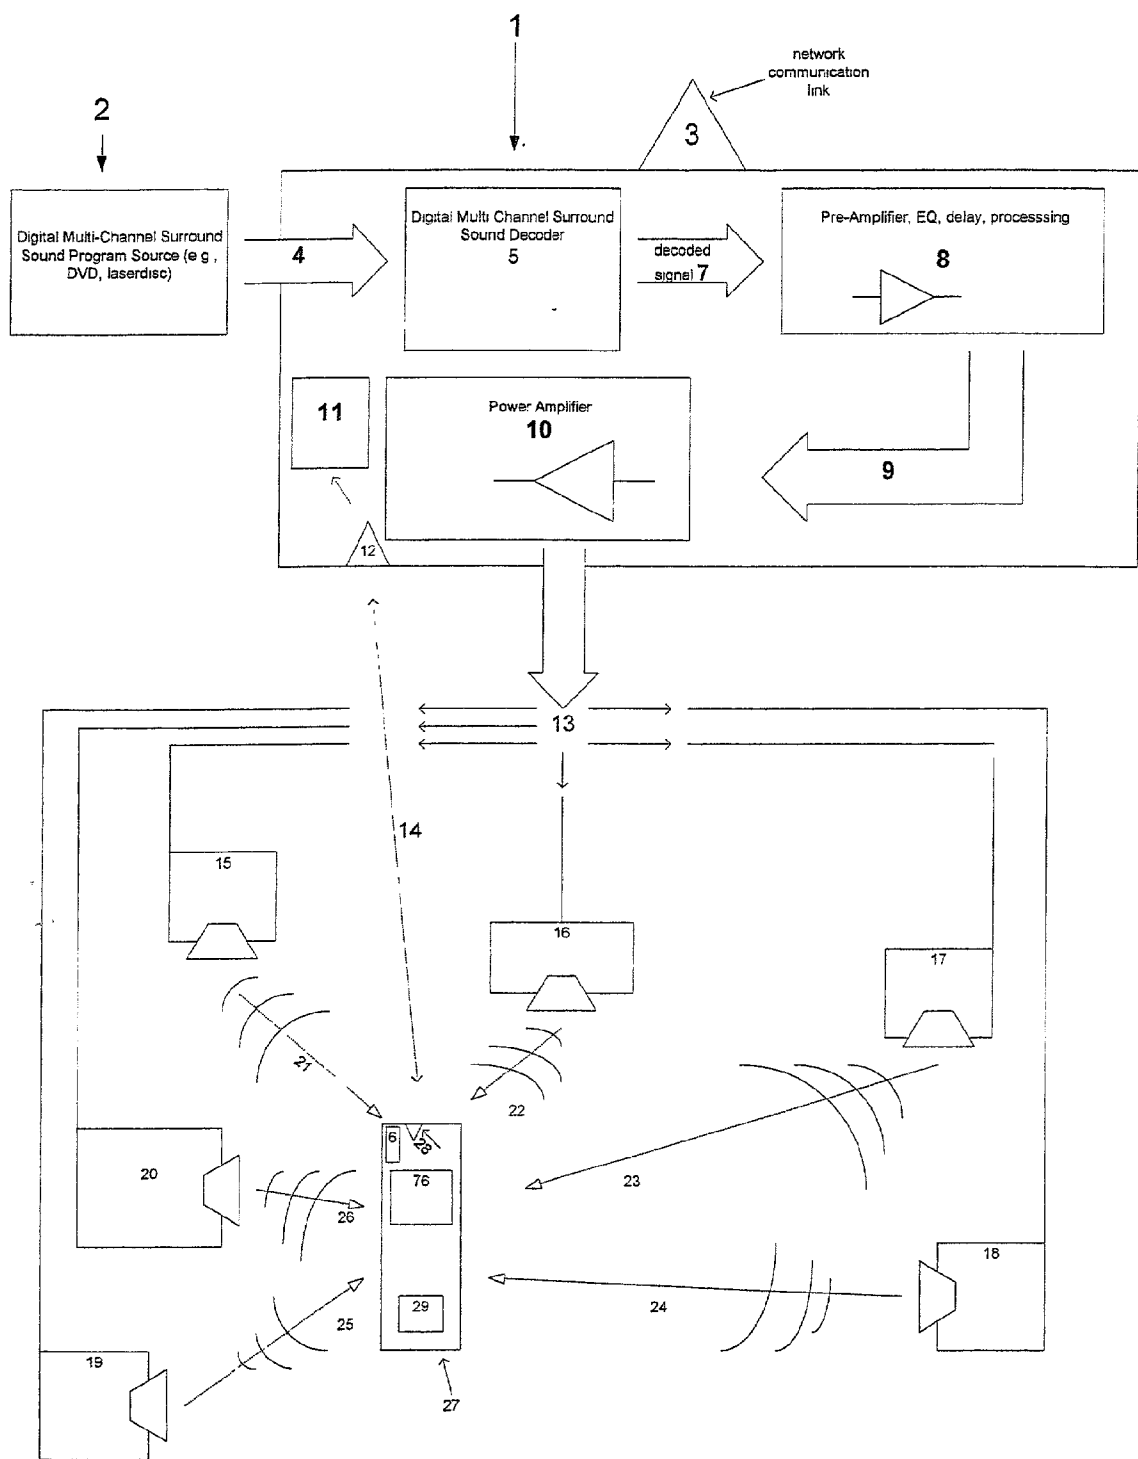 1
network
communication
link
2
3
Digital Multi-Channel Surround
Sound Program Source (e g ,
DVD, laserdisc)
4
Digital Multi Channel Surround
Sound Decoder
5
decoded
signal 7
Pre-Amplifier, EQ, delay, processsing
8
11
Power Amplifier
10
9
12
13
14
15
16
17
21
22
6
28
20
76
23
26
18
29
24
25
19
27